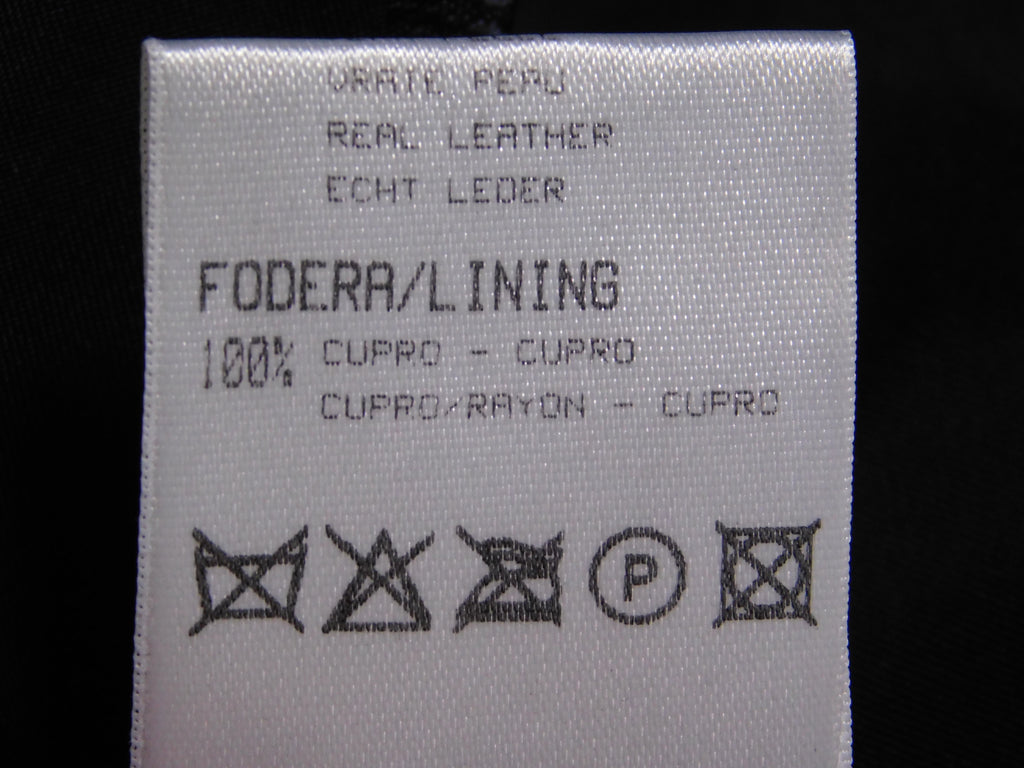 VRAIE PEAU
REAL LEATHER
ECHT LEDER
FODERA/LINING
100% CUPRO - CUPRO
CUPRO/RAYON - CUPRO
P